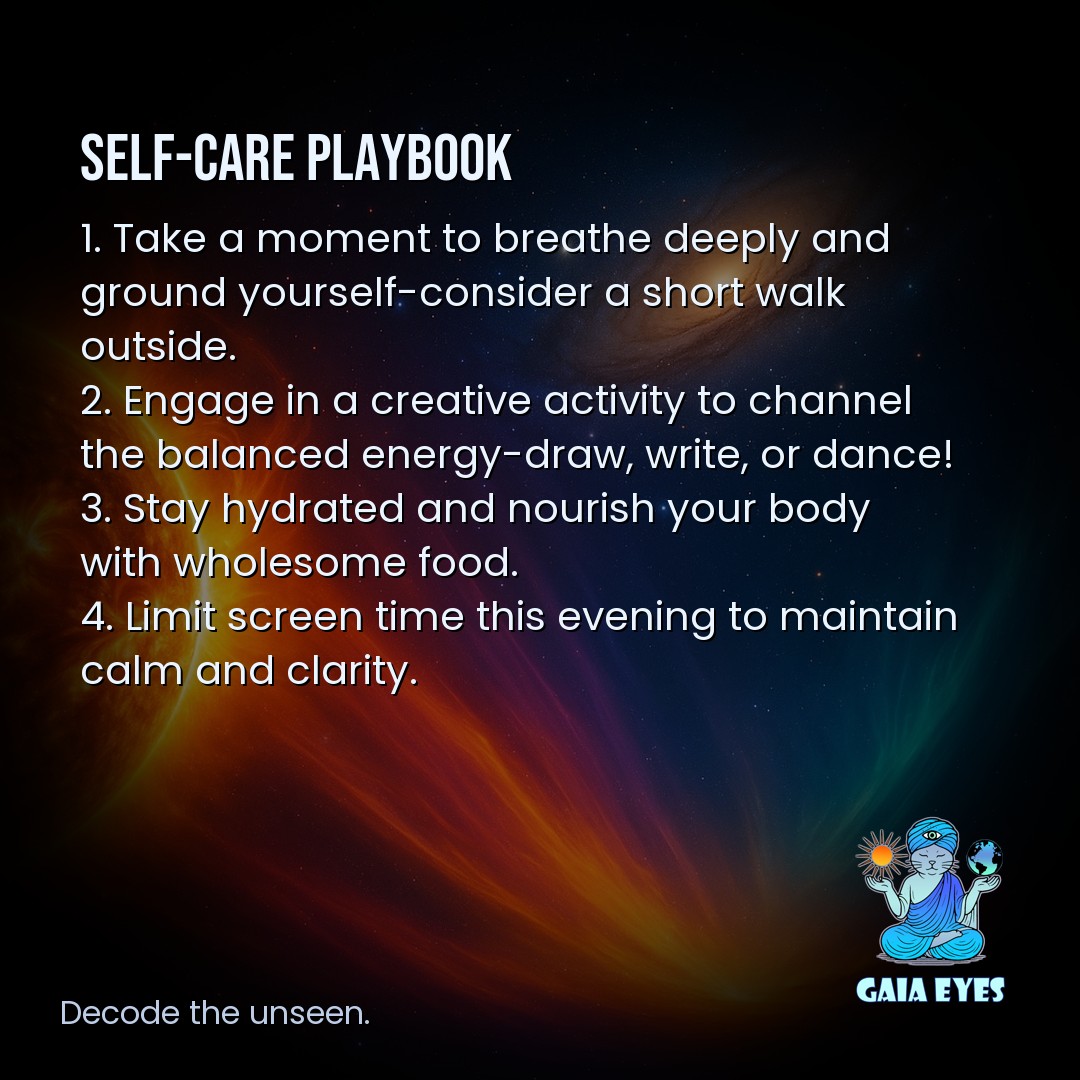 SELF-CARE PLAYBOOK
1. Take a moment to breathe deeply and
ground yourself-consider a short walk
outside.
2. Engage in a creative activity to channel
the balanced energy-draw, write, or dance!
3. Stay hydrated and nourish your body
with wholesome food.
4. Limit screen time this evening to maintain
calm and clarity.
GAIA EYES
Decode the unseen.